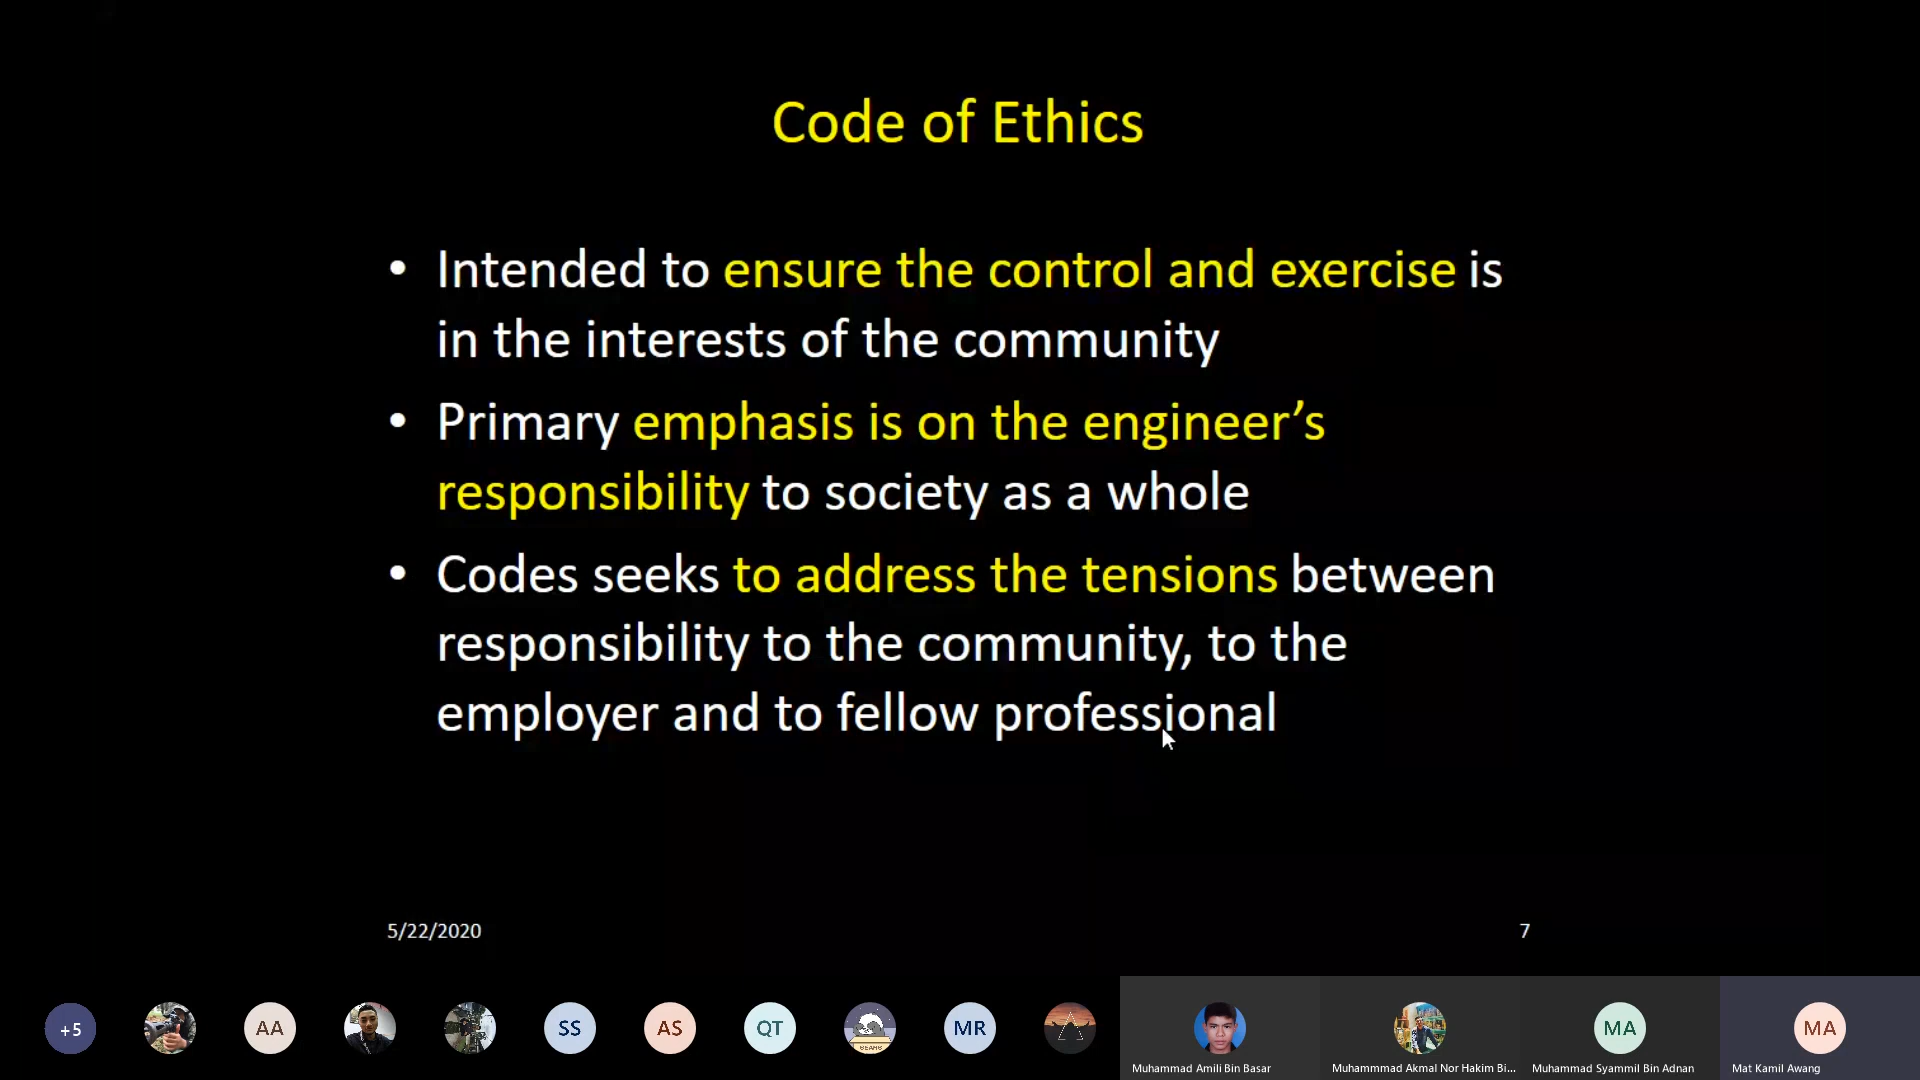 Code of Ethics
• Intended to ensure the control and exercise is
in the interests of the community
• Primary emphasis is on the engineer’s
responsibility to society as a whole
• Codes seeks to address the tensions between
responsibility to the community, to the
employer and to fellow professional
5/22/2020
7
+5
AA
SS
AS
QT
BEARS
MR
MA
MA
Muhammad Amili Bin Basar
Muhammmad Akmal Nor Hakim Bi...
Muhammad Syammil Bin Adnan
Mat Kamil Awang